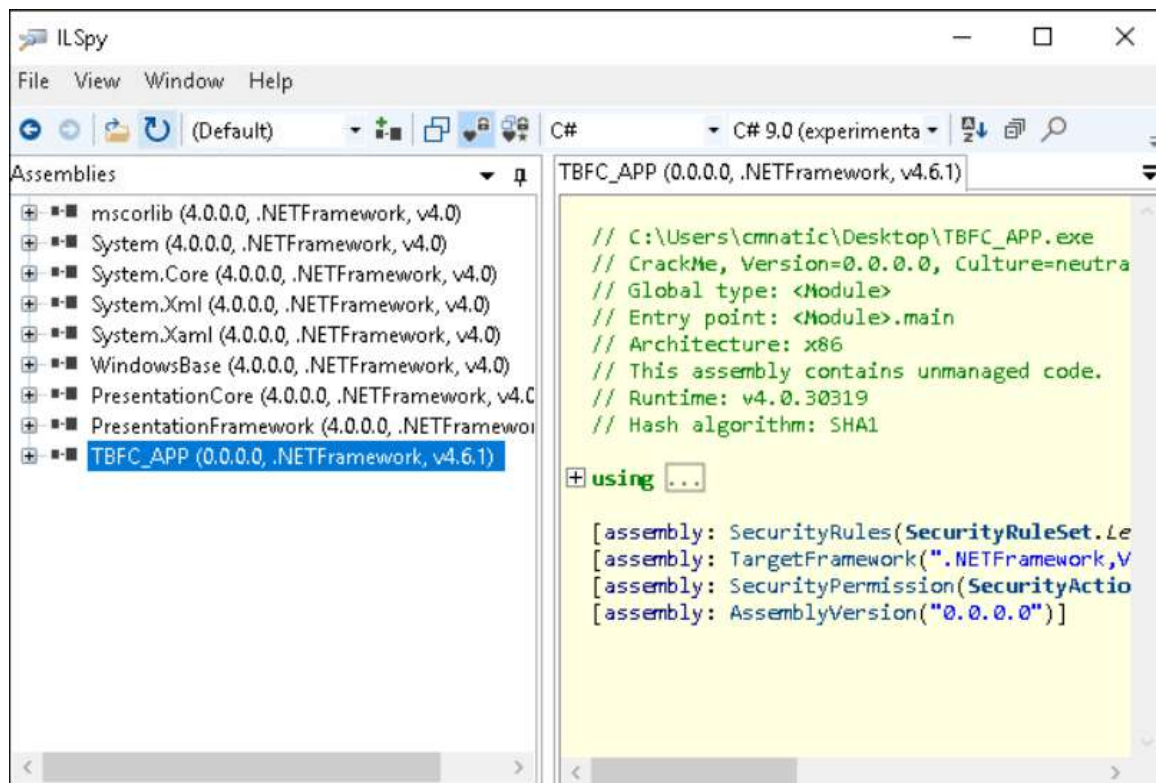 ILSpy
File View Window Help
(Default) C# C# 9.0 (experimenta
Assemblies
mscorlib (4.0.0.0, .NETFramework, v4.0)
System (4.0.0.0, .NETFramework, v4.0)
System.Core (4.0.0.0, .NETFramework, v4.0)
System.Xml (4.0.0.0, .NETFramework, v4.0)
System.Xaml (4.0.0.0, .NETFramework, v4.0)
WindowsBase (4.0.0.0, .NETFramework, v4.0)
PresentationCore (4.0.0.0, .NETFramework, v4.0
PresentationFramework (4.0.0.0, .NETFramewor
TBFC_APP (0.0.0.0, .NETFramework, v4.6.1)
TBFC_APP (0.0.0.0, .NETFramework, v4.6.1)
// C:\Users\cmnatic\Desktop\TBFC_APP.exe
// CrackMe, Version=0.0.0.0, Culture=neutra
// Global type: <Module>
// Entry point: <Module>.main
// Architecture: x86
// This assembly contains unmanaged code.
// Runtime: v4.0.30319
// Hash algorithm: SHA1
using ...
[assembly: SecurityRules(SecurityRuleSet.Le
[assembly: TargetFramework(".NETFramework,V
[assembly: SecurityPermission(SecurityActio
[assembly: AssemblyVersion("0.0.0.0")]